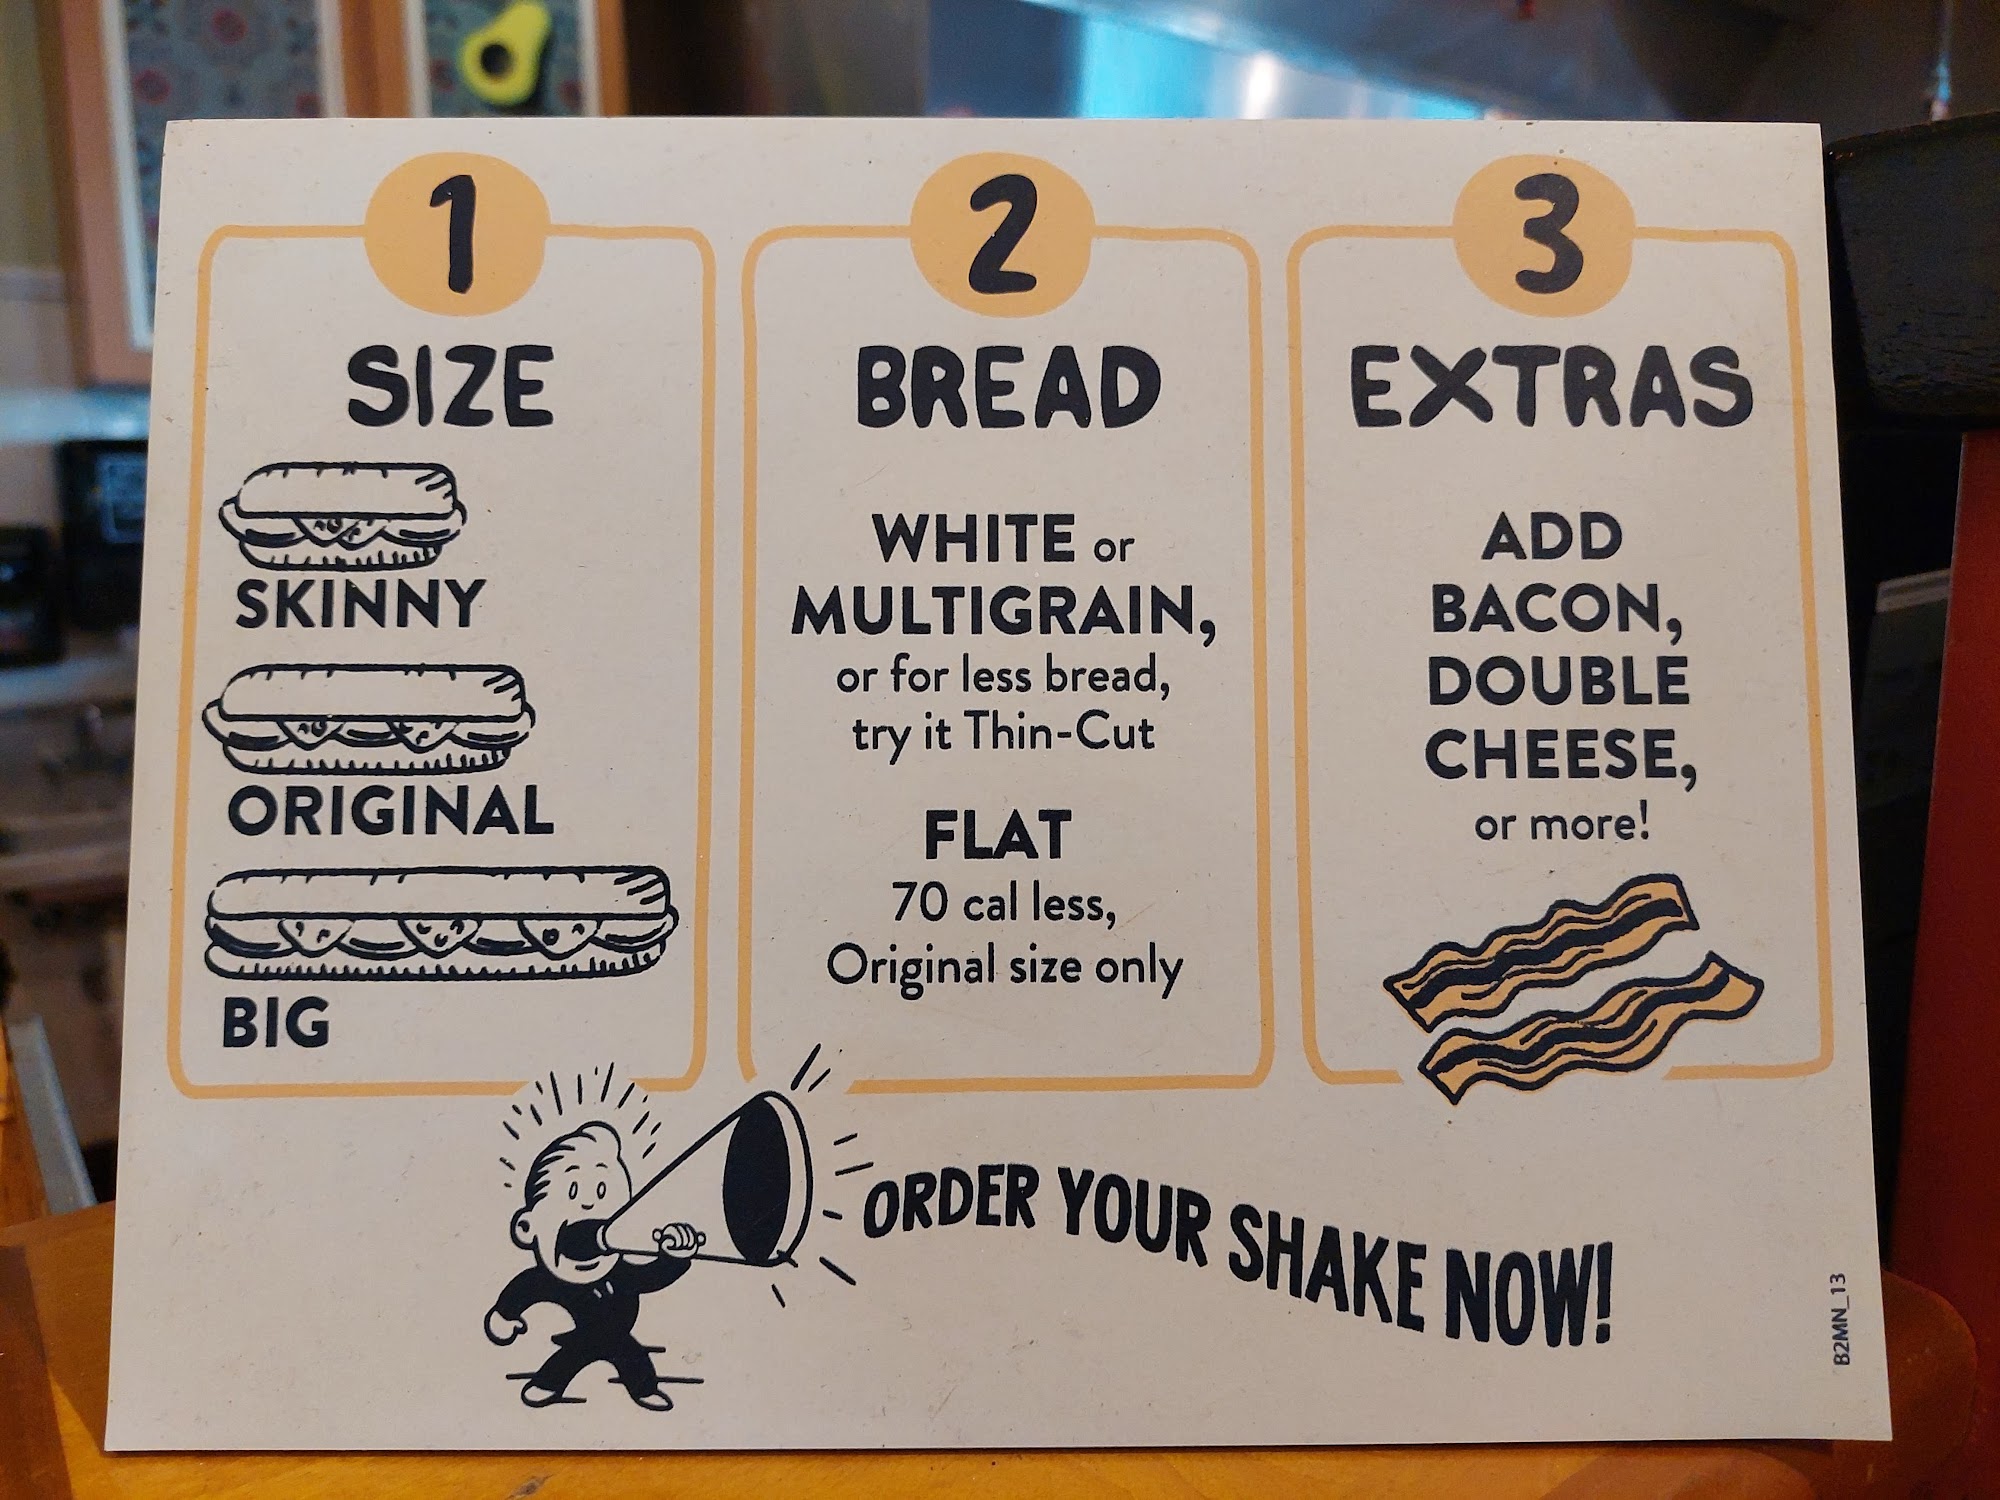 1
SIZE
SKINNY
ORIGINAL
BIG
2
BREAD
WHITE or
MULTIGRAIN,
or for less bread,
try it Thin-Cut
FLAT
70 cal less,
Original size only
3
EXTRAS
ADD
BACON,
DOUBLE
CHEESE,
or more!
ORDER YOUR SHAKE NOW!
B2MN_13